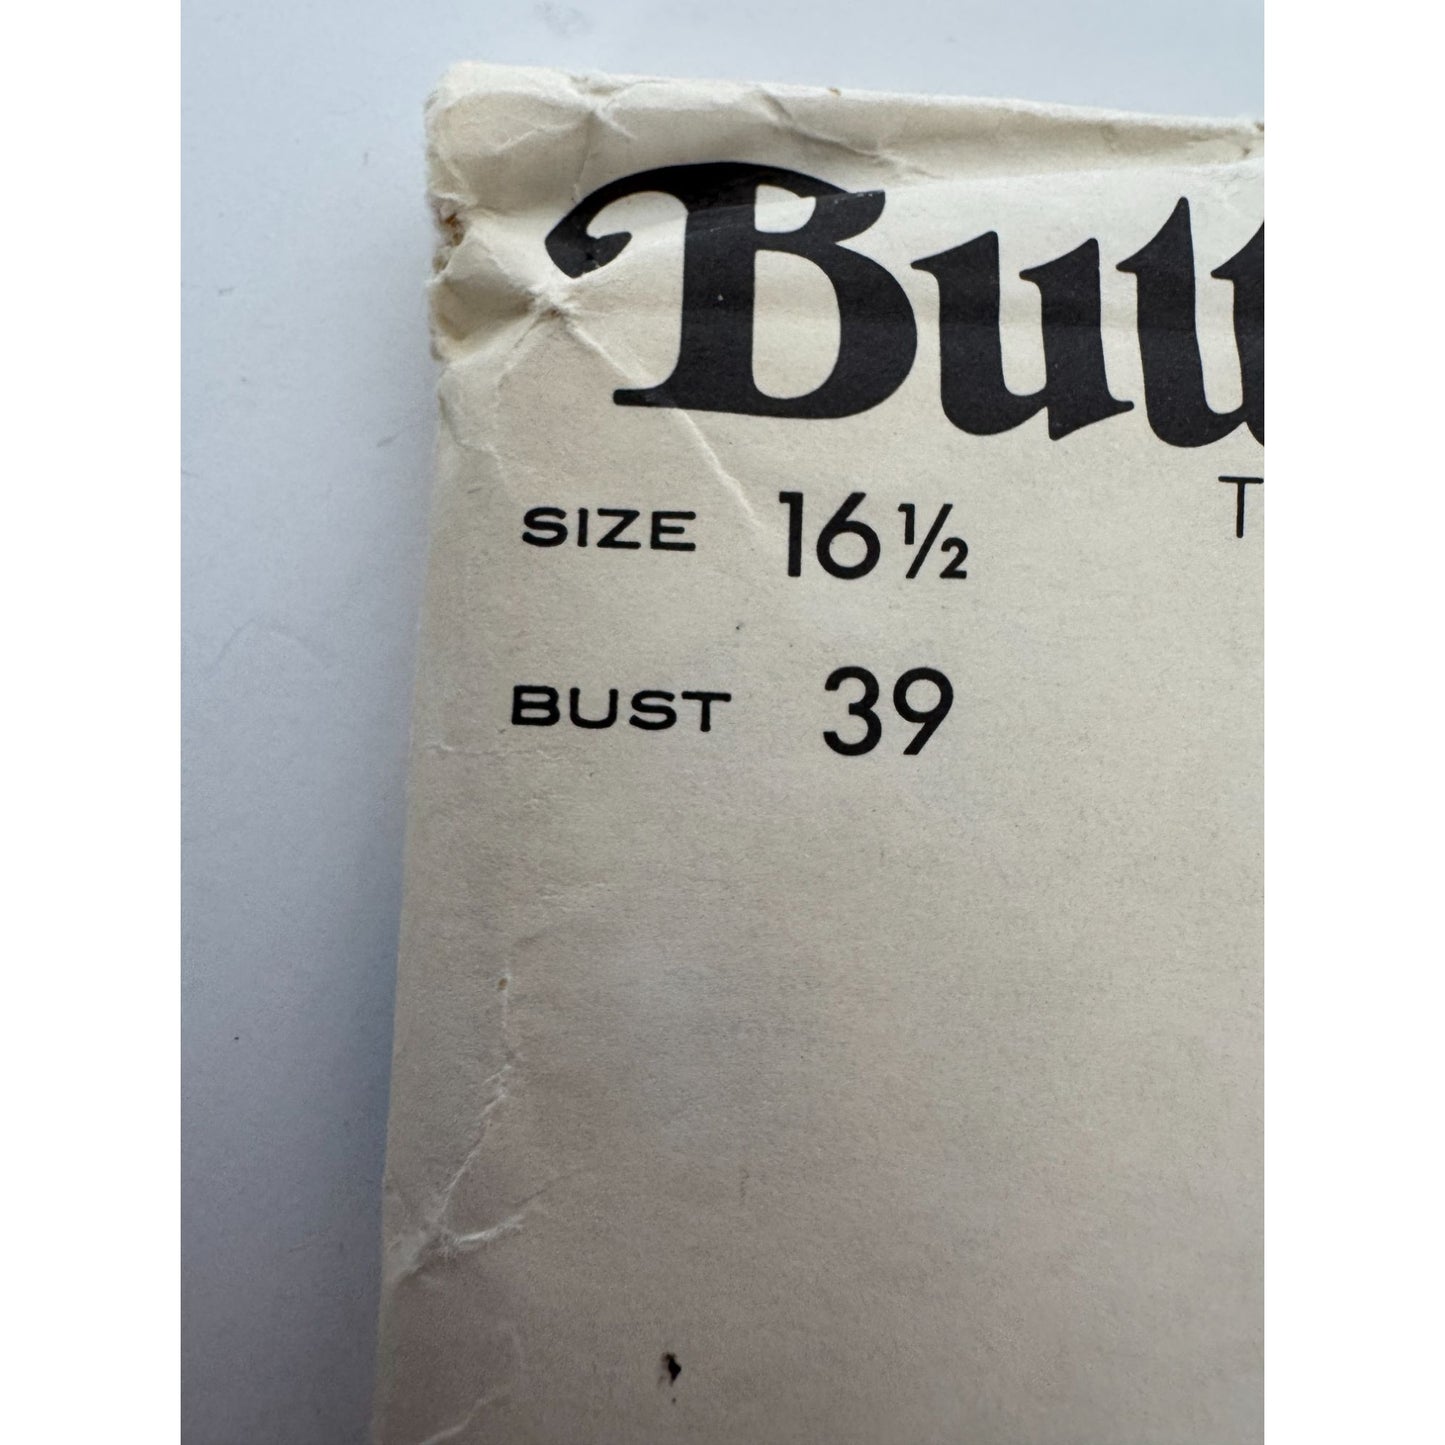 Butt
SIZE 16½ T
BUST 39